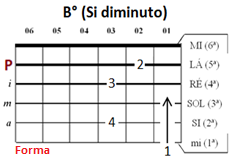 B° (Si diminuto)
06 05 04 03 02 01
MI (6ª)
P 2 LÁ (5ª)
i 3 RÉ (4ª)
m SOL (3ª)
a 4 SI (2ª)
mi (1ª)
Forma 1